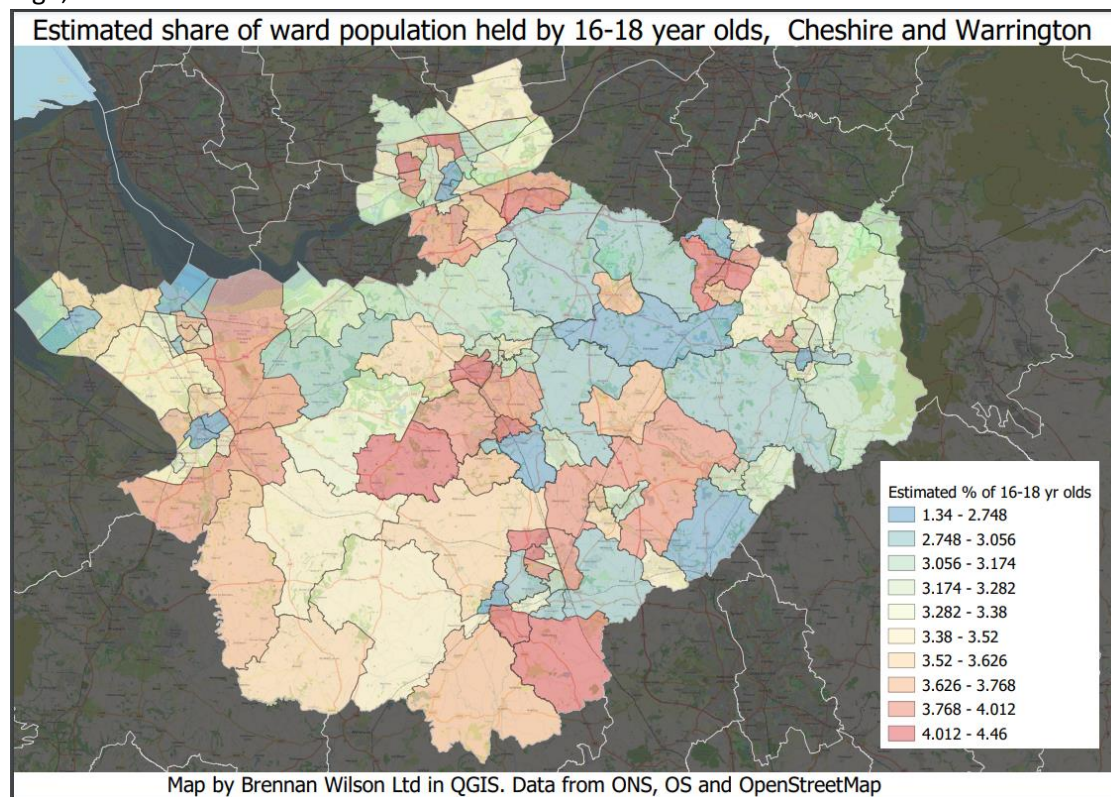 Estimated share of ward population held by 16-18 year olds, Cheshire and Warrington
Estimated % of 16-18 yr olds
1.34 - 2.748
2.748 - 3.056
3.056 - 3.174
3.174 - 3.282
3.282 - 3.38
3.38 - 3.52
3.52 - 3.626
3.626 - 3.768
3.768 - 4.012
4.012 - 4.46
Map by Brennan Wilson Ltd in QGIS. Data from ONS, OS and OpenStreetMap